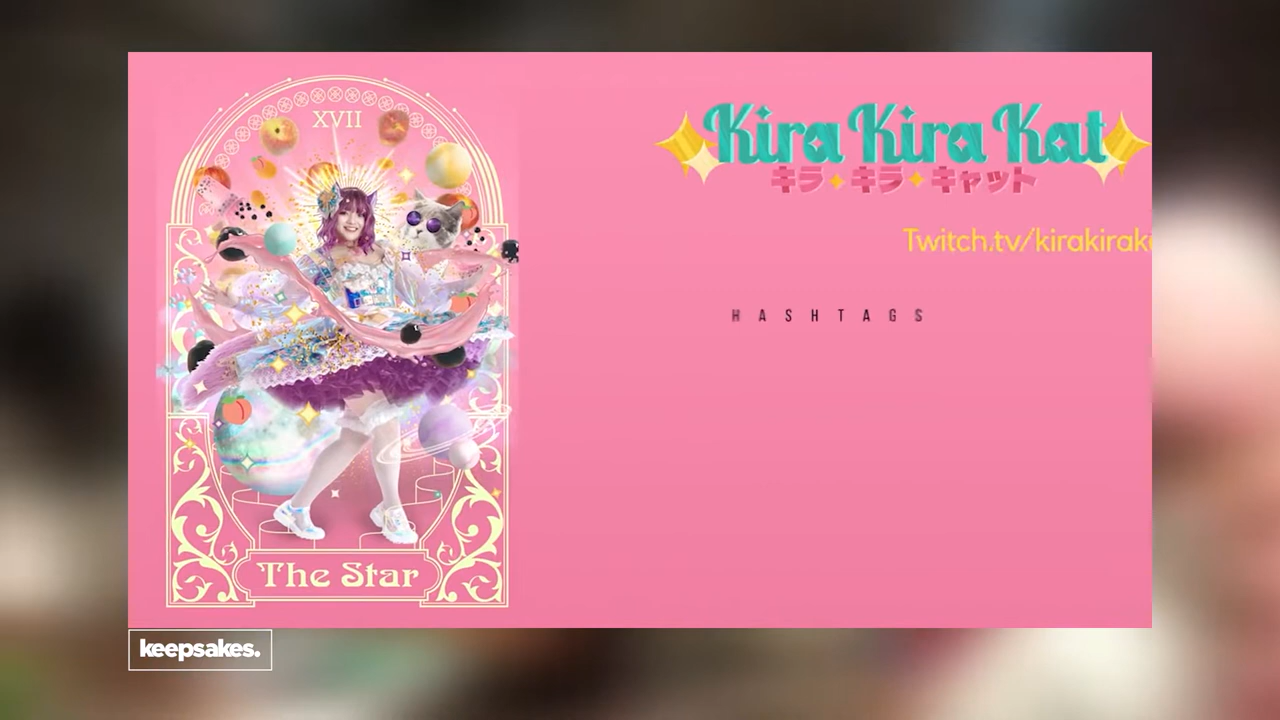 XVII
The Star
Kira Kira Kat
キラ キラ キャット
Twitch.tv/kirakirak
HASHTAGS
keepsakes.